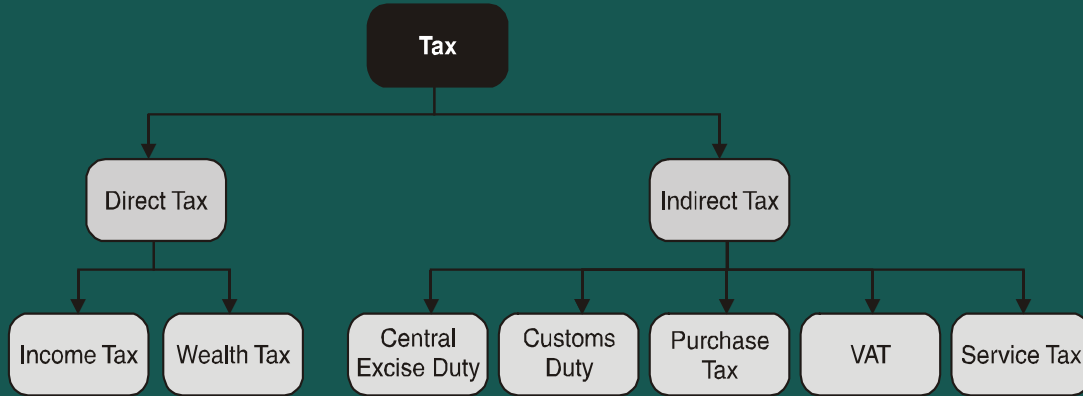 Tax
Direct Tax
Indirect Tax
Income Tax
Wealth Tax
Central
Excise Duty
Customs
Duty
Purchase
Tax
VAT
Service Tax